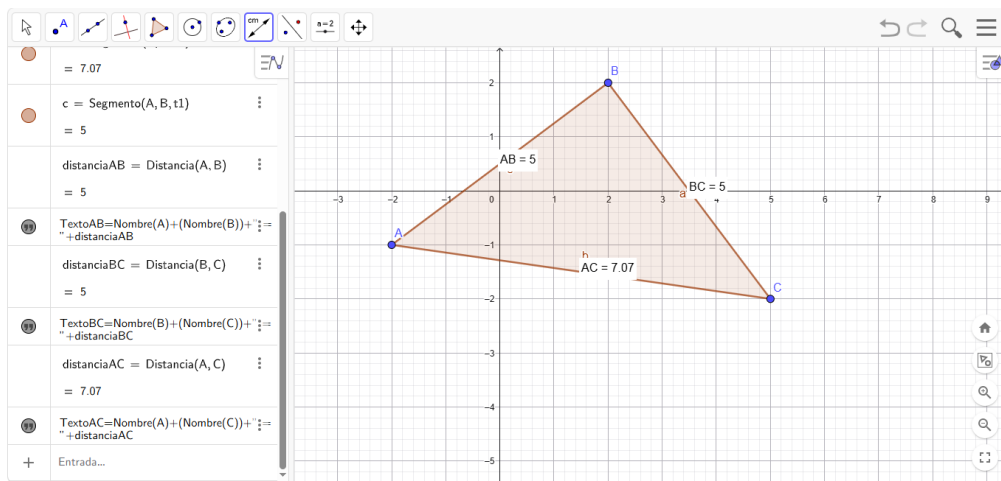 A
cm
a=2
= 7.07
c = Segmento(A, B, t1)
= 5
distanciaAB = Distancia(A, B)
= 5
TextoAB=Nombre(A)+(Nombre(B))+" =
"+distanciaAB
distanciaBC = Distancia(B, C)
= 5
TextoBC=Nombre(B)+(Nombre(C))+" =
"+distanciaBC
distanciaAC = Distancia(A, C)
= 7.07
TextoAC=Nombre(A)+(Nombre(C))+" =
"+distanciaAC
Entrada...
B
2
1
AB = 5
BC = 5
a
−3 −2 −1 0 1 2 3 4 5 6 7 8 9
A
−1
AC = 7.07
C
−2
−3
−4
−5